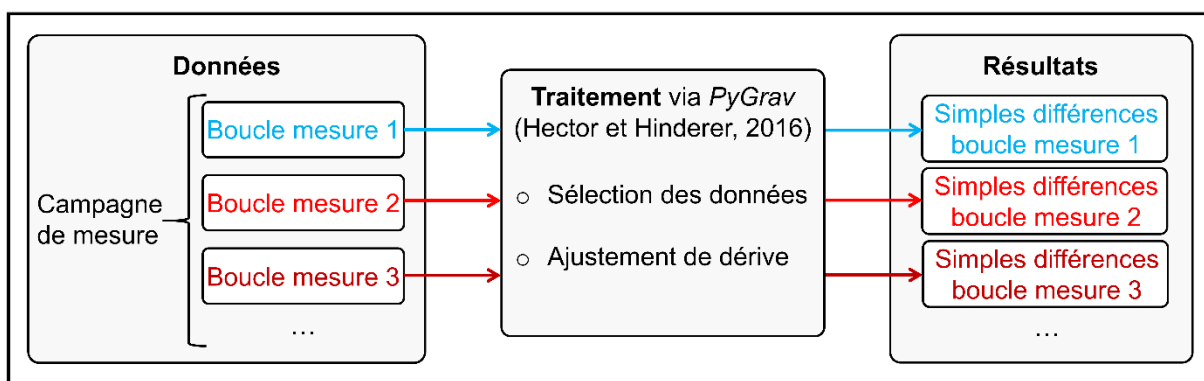 Données
Campagne
de mesure
Boucle mesure 1
Boucle mesure 2
Boucle mesure 3
…
Traitement via PyGrav
(Hector et Hinderer, 2016)
○ Sélection des données
○ Ajustement de dérive
Résultats
Simples différences
boucle mesure 1
Simples différences
boucle mesure 2
Simples différences
boucle mesure 3
…